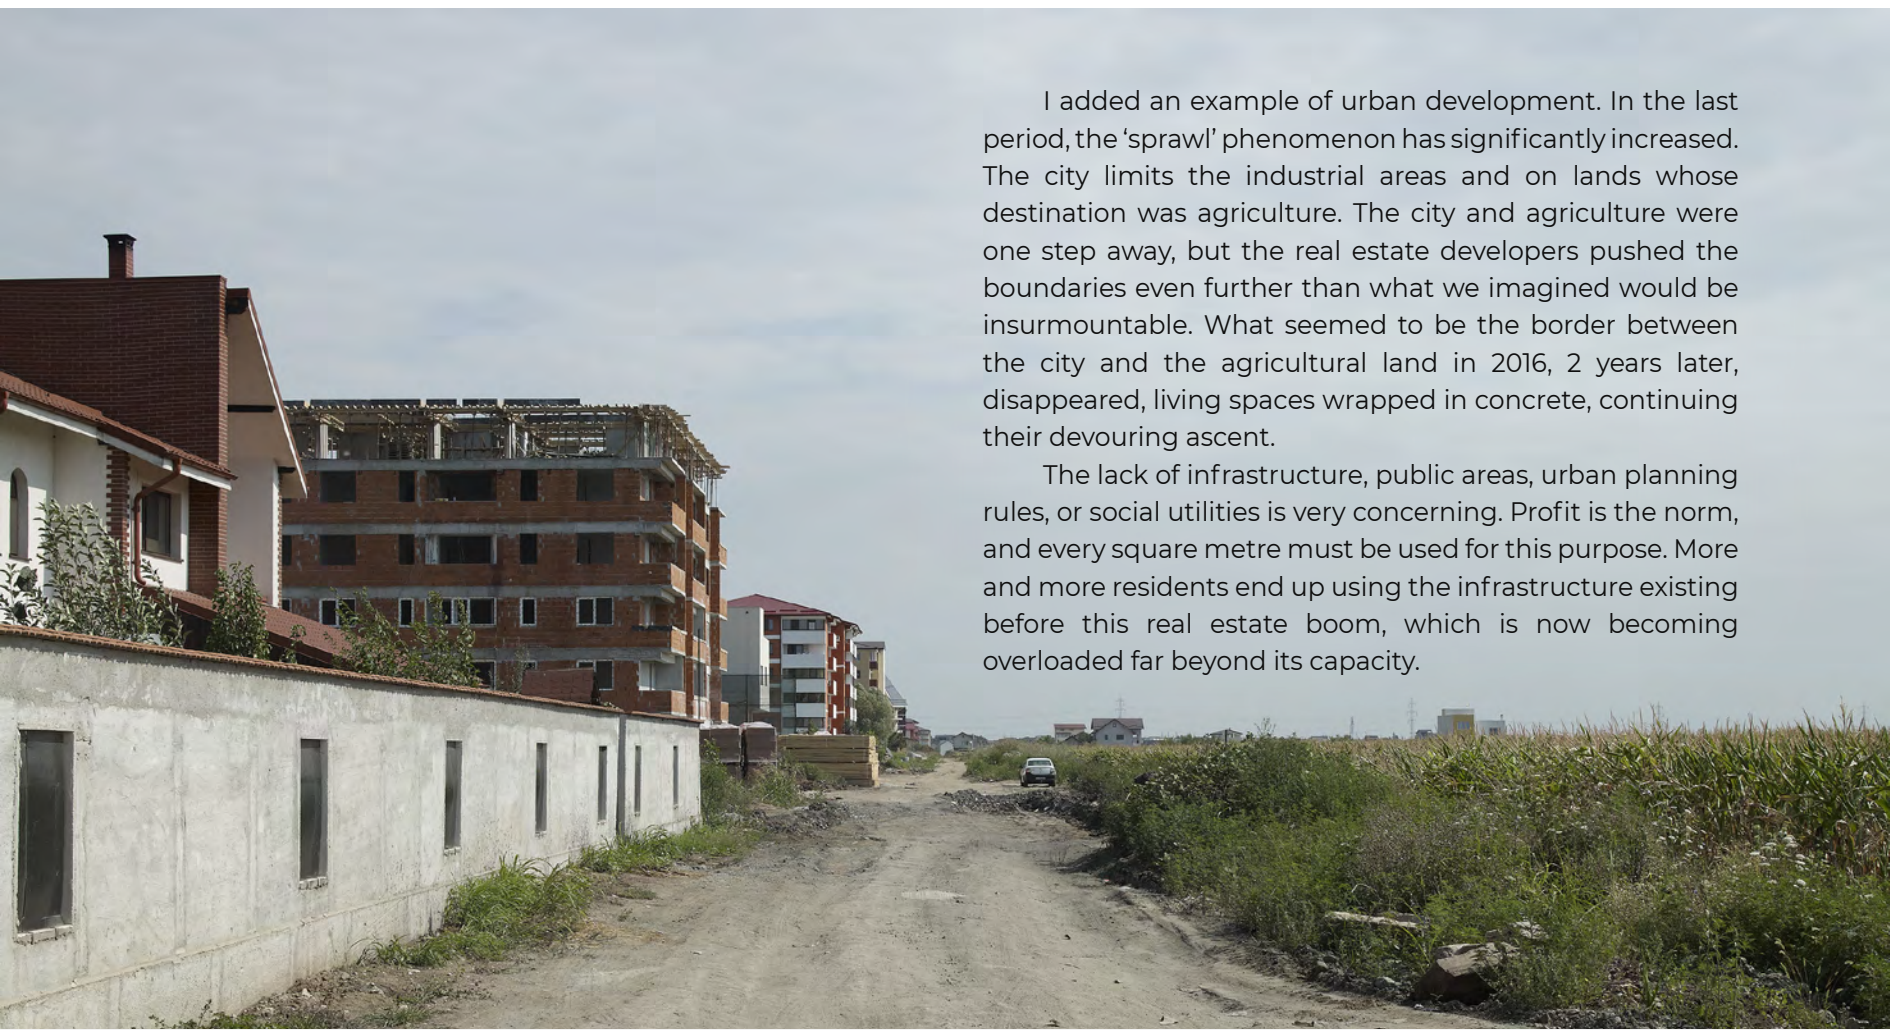 I added an example of urban development. In the last
period, the ‘sprawl’ phenomenon has significantly increased.
The city limits the industrial areas and on lands whose
destination was agriculture. The city and agriculture were
one step away, but the real estate developers pushed the
boundaries even further than what we imagined would be
insurmountable. What seemed to be the border between
the city and the agricultural land in 2016, 2 years later,
disappeared, living spaces wrapped in concrete, continuing
their devouring ascent.
The lack of infrastructure, public areas, urban planning
rules, or social utilities is very concerning. Profit is the norm,
and every square metre must be used for this purpose. More
and more residents end up using the infrastructure existing
before this real estate boom, which is now becoming
overloaded far beyond its capacity.